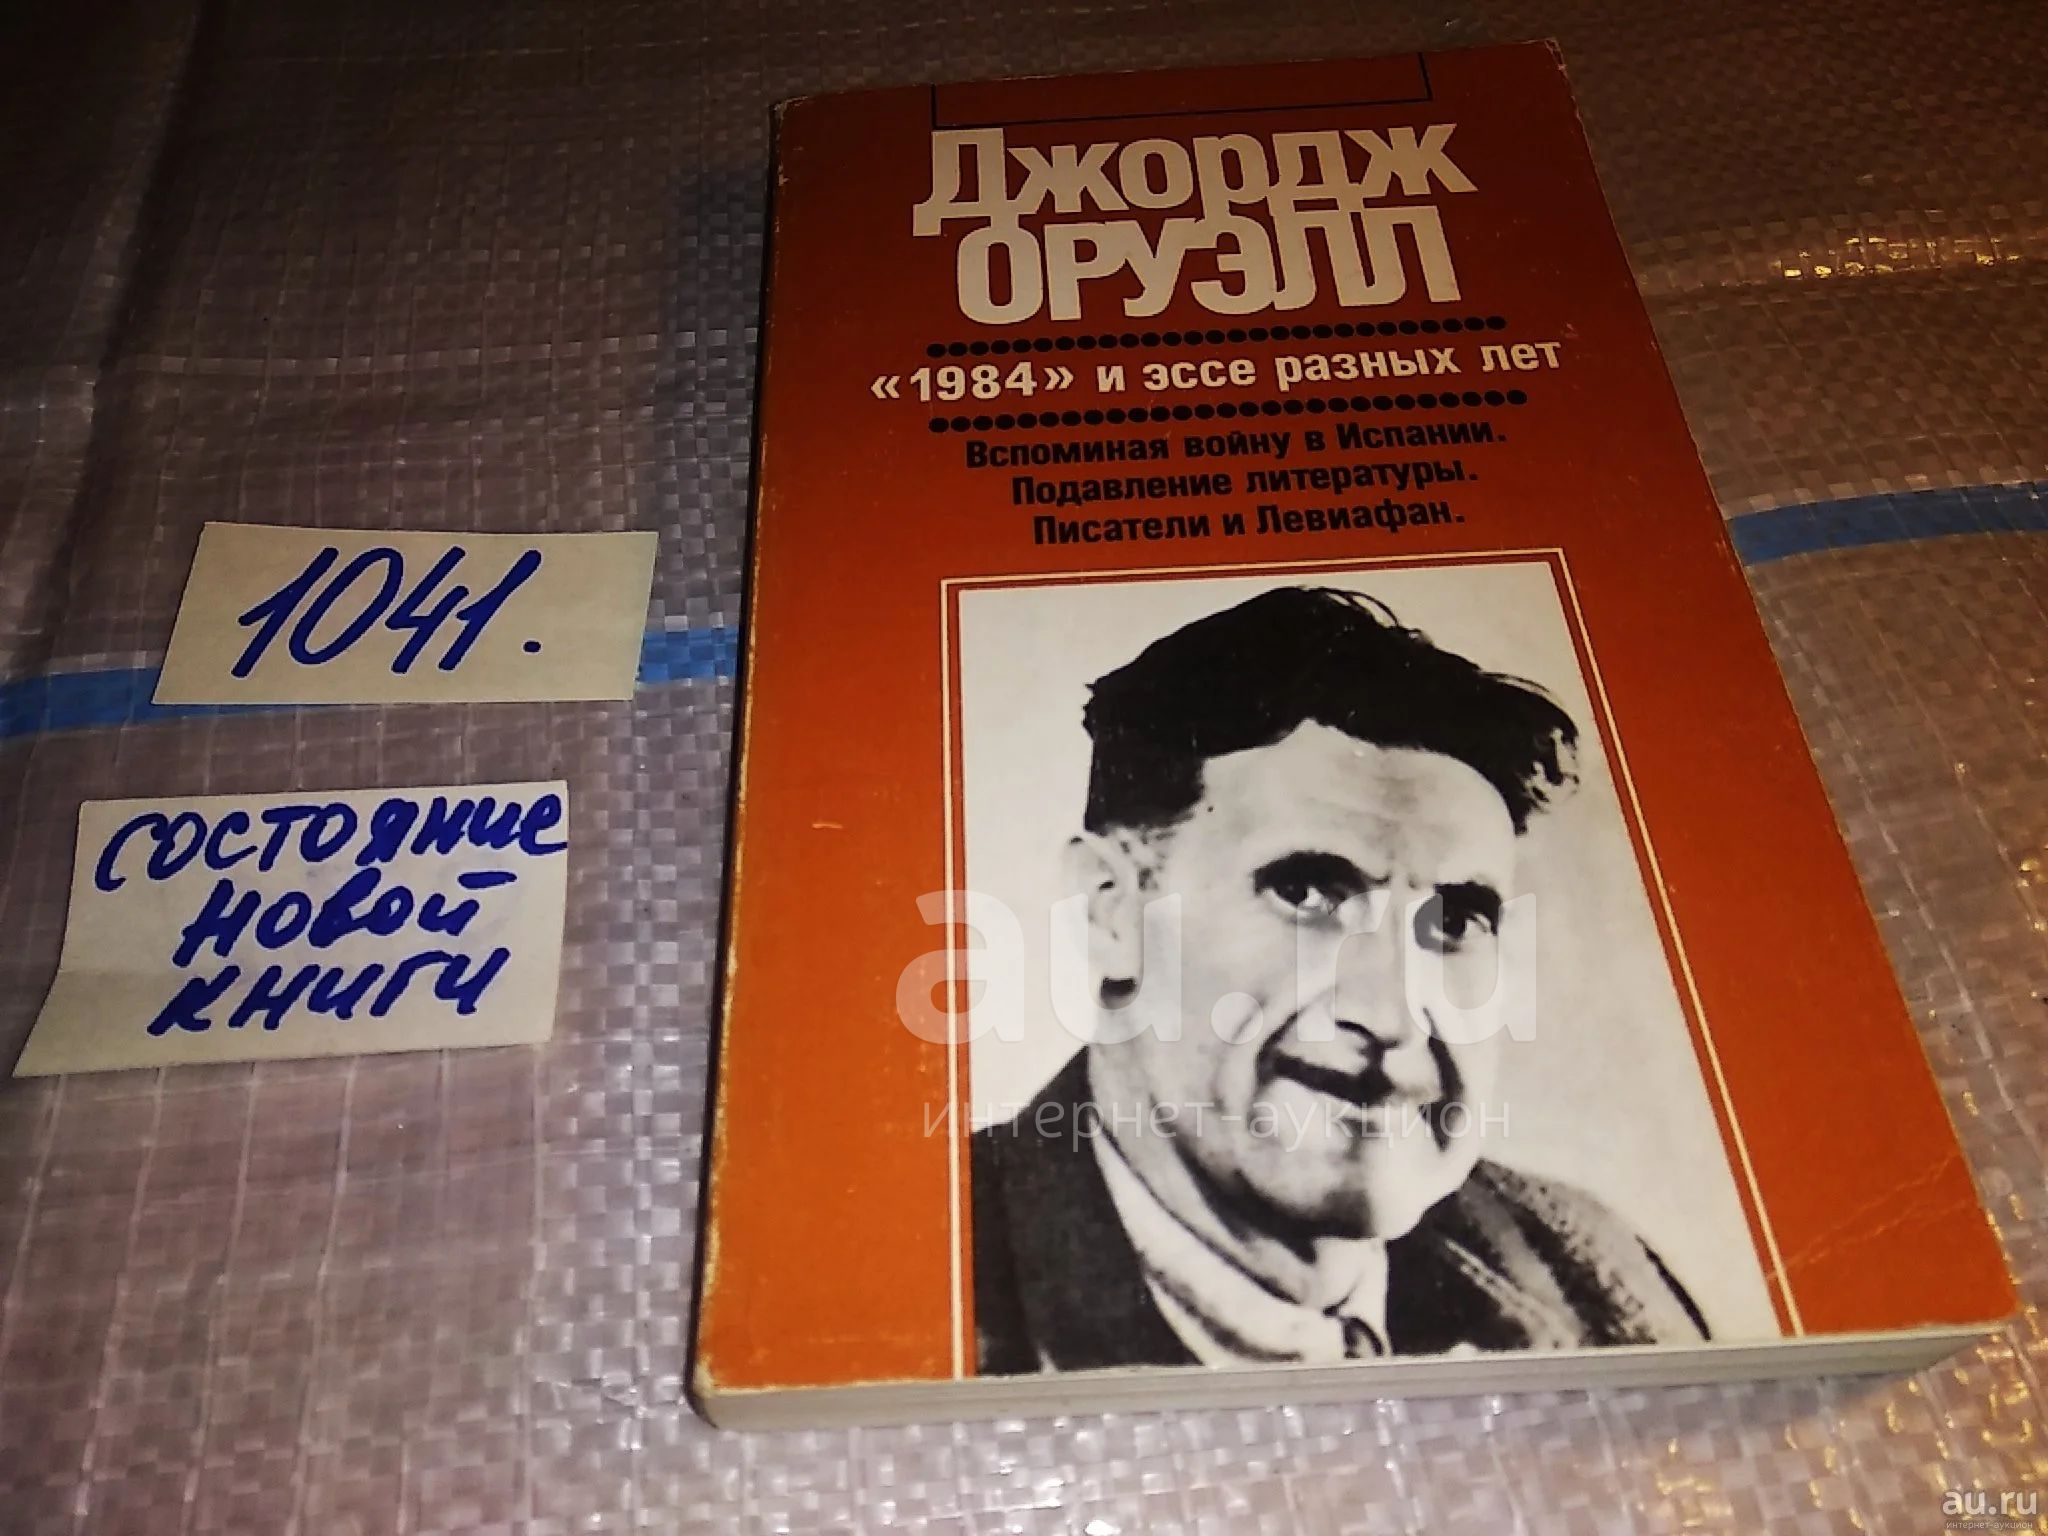 Джордж
ОРУЭЛЛ
«1984» и эссе разных лет
Вспоминая войну в Испании.
Подавление литературы.
Писатели и Левиафан.
1041.
состояние
новой
книги
au.ru
интернет-аукцион
au.ru
интернет-аукцион